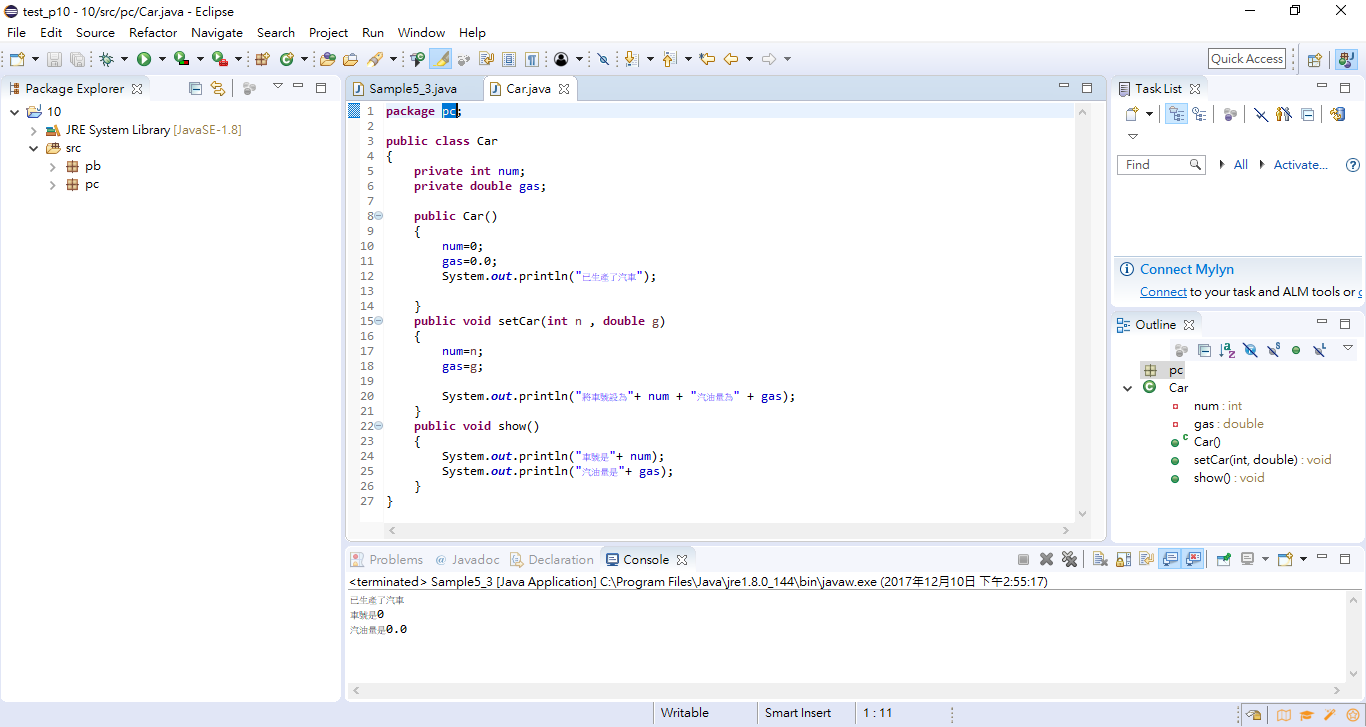 test_p10 - 10/src/pc/Car.java - Eclipse
File Edit Source Refactor Navigate Search Project Run Window Help
Quick Access
Package Explorer
10
JRE System Library [JavaSE-1.8]
src
pb
pc
Sample5_3.java Car.java
1 package pc;
2
3 public class Car
4 {
5 private int num;
6 private double gas;
7
8 public Car()
9 {
10 num=0;
11 gas=0.0;
12 System.out.println("已生產了汽車");
13
14 }
15 public void setCar(int n , double g)
16 {
17 num=n;
18 gas=g;
19
20 System.out.println("將車號設為"+ num + "汽油量為" + gas);
21 }
22 public void show()
23 {
24 System.out.println("車號是"+ num);
25 System.out.println("汽油量是"+ gas);
26 }
27 }
Task List
Find All Activate...
Connect Mylyn
Connect to your task and ALM tools or c
Outline
pc
Car
num : int
gas : double
Car()
setCar(int, double) : void
show() : void
Problems @ Javadoc Declaration Console
<terminated> Sample5_3 [Java Application] C:\Program Files\Java\jre1.8.0_144\bin\javaw.exe (2017年12月10日 下午2:55:17)
已生產了汽車
車號是0
汽油量是0.0
Writable Smart Insert 1 : 11